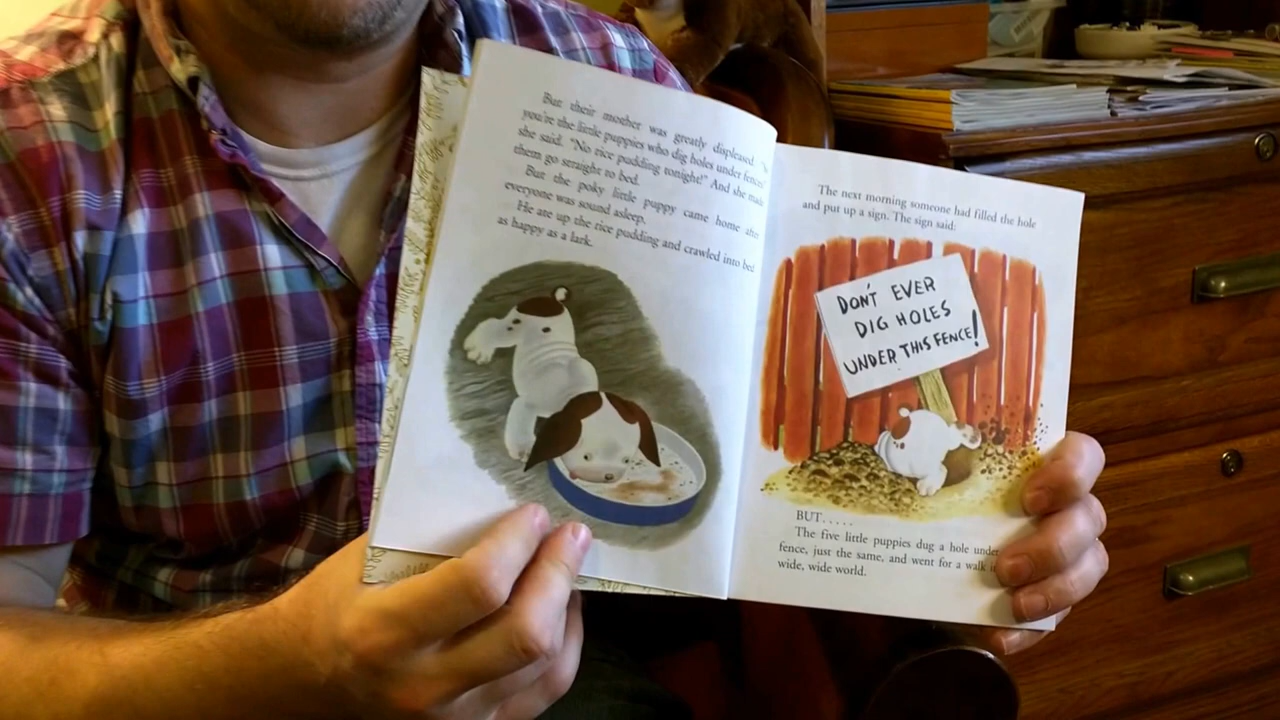 But their mother was greatly displeased.
you're the little puppies who dig holes under fences"
she said. "No rice pudding tonight!" And she made
them go straight to bed.
But the poky little puppy came home after
everyone was sound asleep.
He ate up the rice pudding and crawled into bed
as happy as a lark.
The next morning someone had filled the hole
and put up a sign. The sign said:
DON'T EVER
DIG HOLES
UNDER THIS FENCE!
BUT.....
The five little puppies dug a hole under
fence, just the same, and went for a walk
wide, wide world.